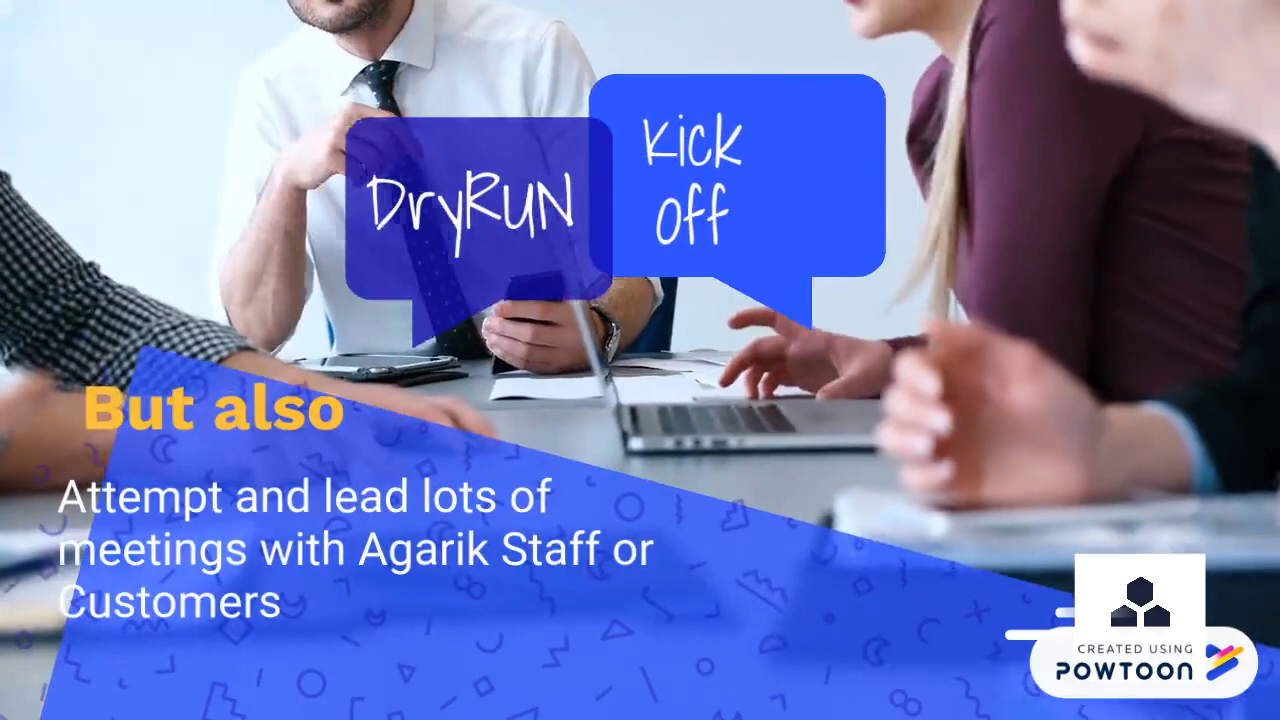 DryRUN
Kick
Off
But also
Attempt and lead lots of
meetings with Agarik Staff or
Customers
CREATED USING
POWTOON